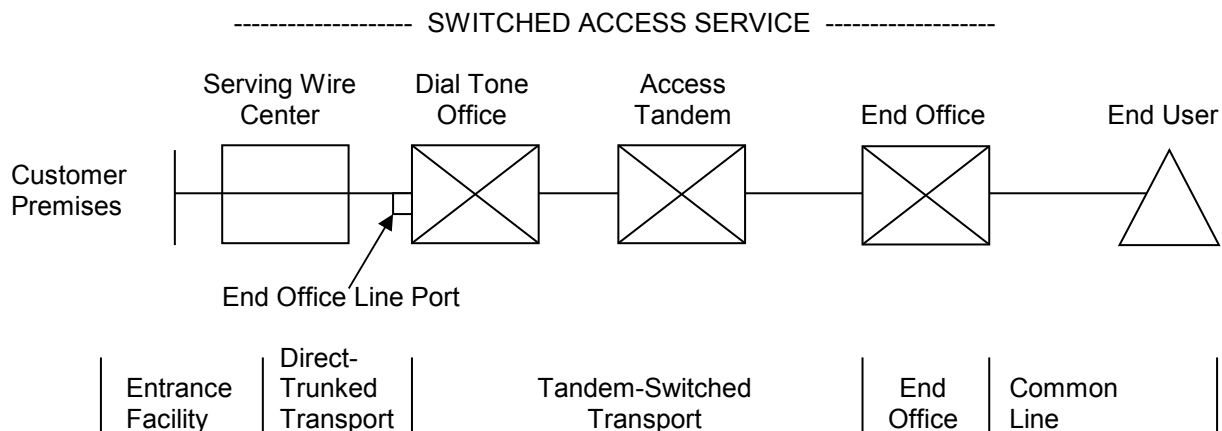 -------------------- SWITCHED ACCESS SERVICE -------------------
Serving Wire Center
Dial Tone Office
Access Tandem
End Office
End User
Customer Premises
End Office Line Port
Entrance Facility
Direct-Trunked Transport
Tandem-Switched Transport
End Office
Common Line